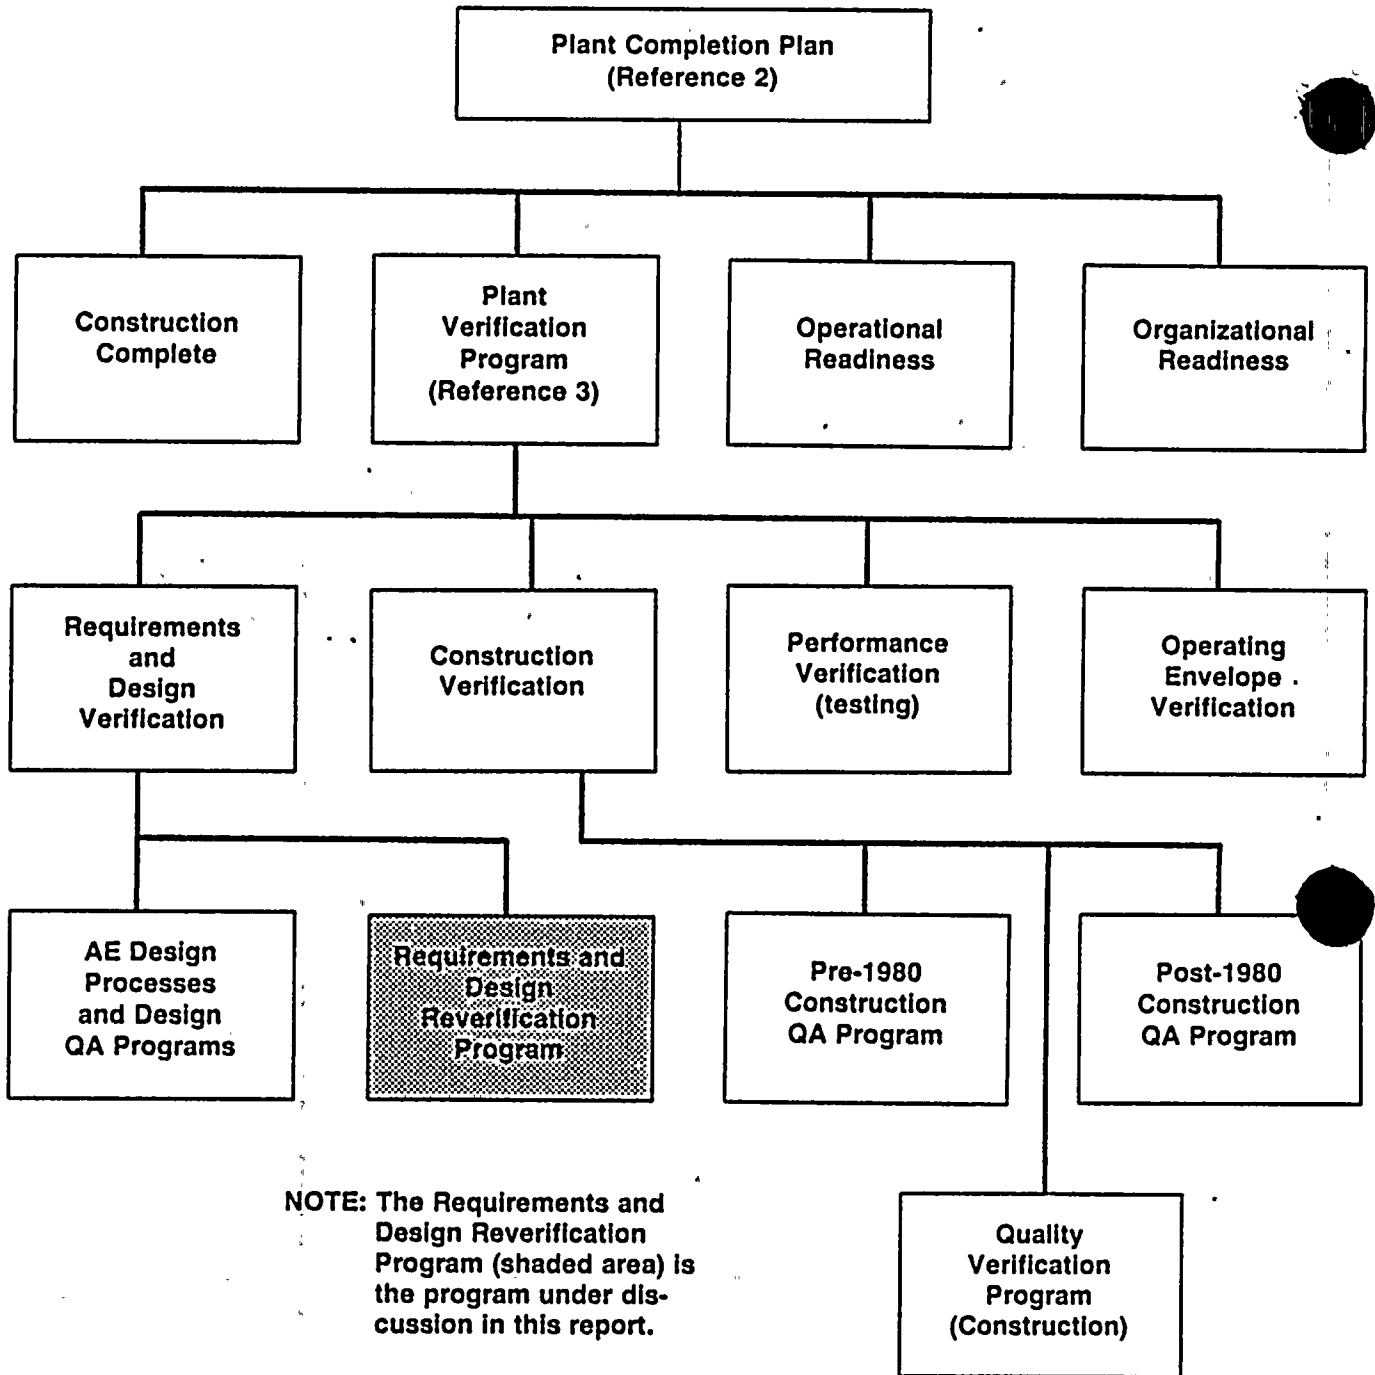 Plant Completion Plan
(Reference 2)
Construction
Complete
Plant
Verification
Program
(Reference 3)
Operational
Readiness
Organizational
Readiness
Requirements
and
Design
Verification
Construction
Verification
Performance
Verification
(testing)
Operating
Envelope
Verification
AE Design
Processes
and Design
QA Programs
Requirements and
Design
Reverification
Program
Pre-1980
Construction
QA Program
Post-1980
Construction
QA Program
NOTE: The Requirements and
Design Reverification
Program (shaded area) is
the program under dis-
cussion in this report.
Quality
Verification
Program
(Construction)